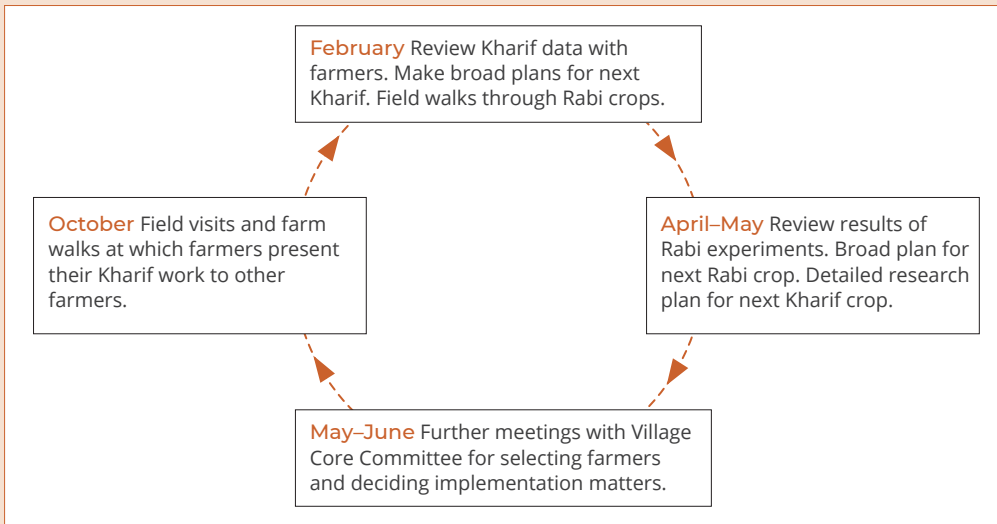 February Review Kharif data with
farmers. Make broad plans for next
Kharif. Field walks through Rabi crops.
October Field visits and farm
walks at which farmers present
their Kharif work to other
farmers.
April–May Review results of
Rabi experiments. Broad plan for
next Rabi crop. Detailed research
plan for next Kharif crop.
May–June Further meetings with Village
Core Committee for selecting farmers
and deciding implementation matters.